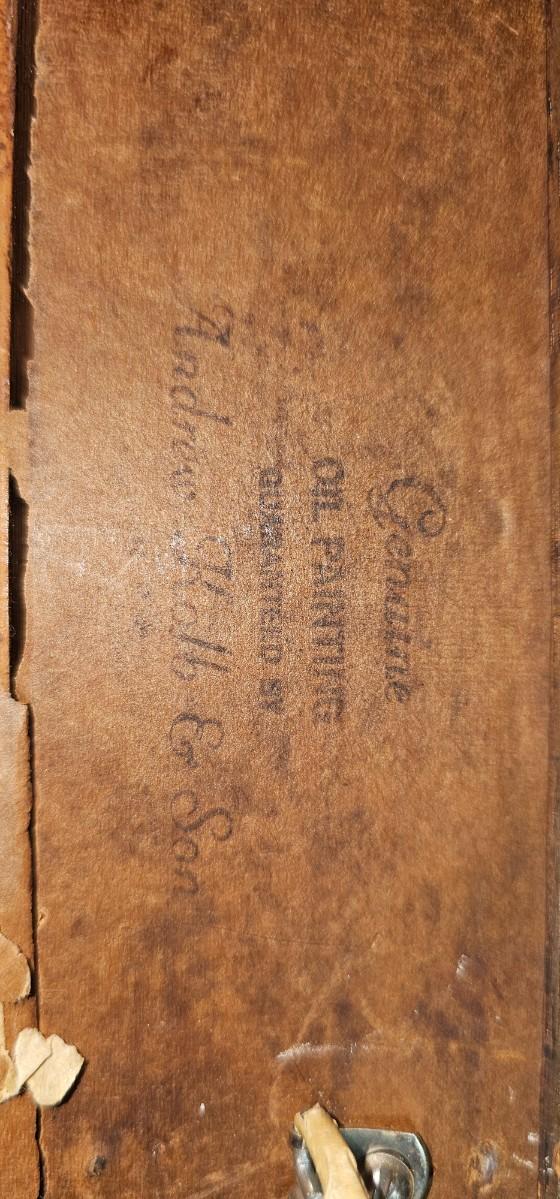 Genuine
OIL PAINTING
GUARANTEED BY
Andrew Kolb & Son